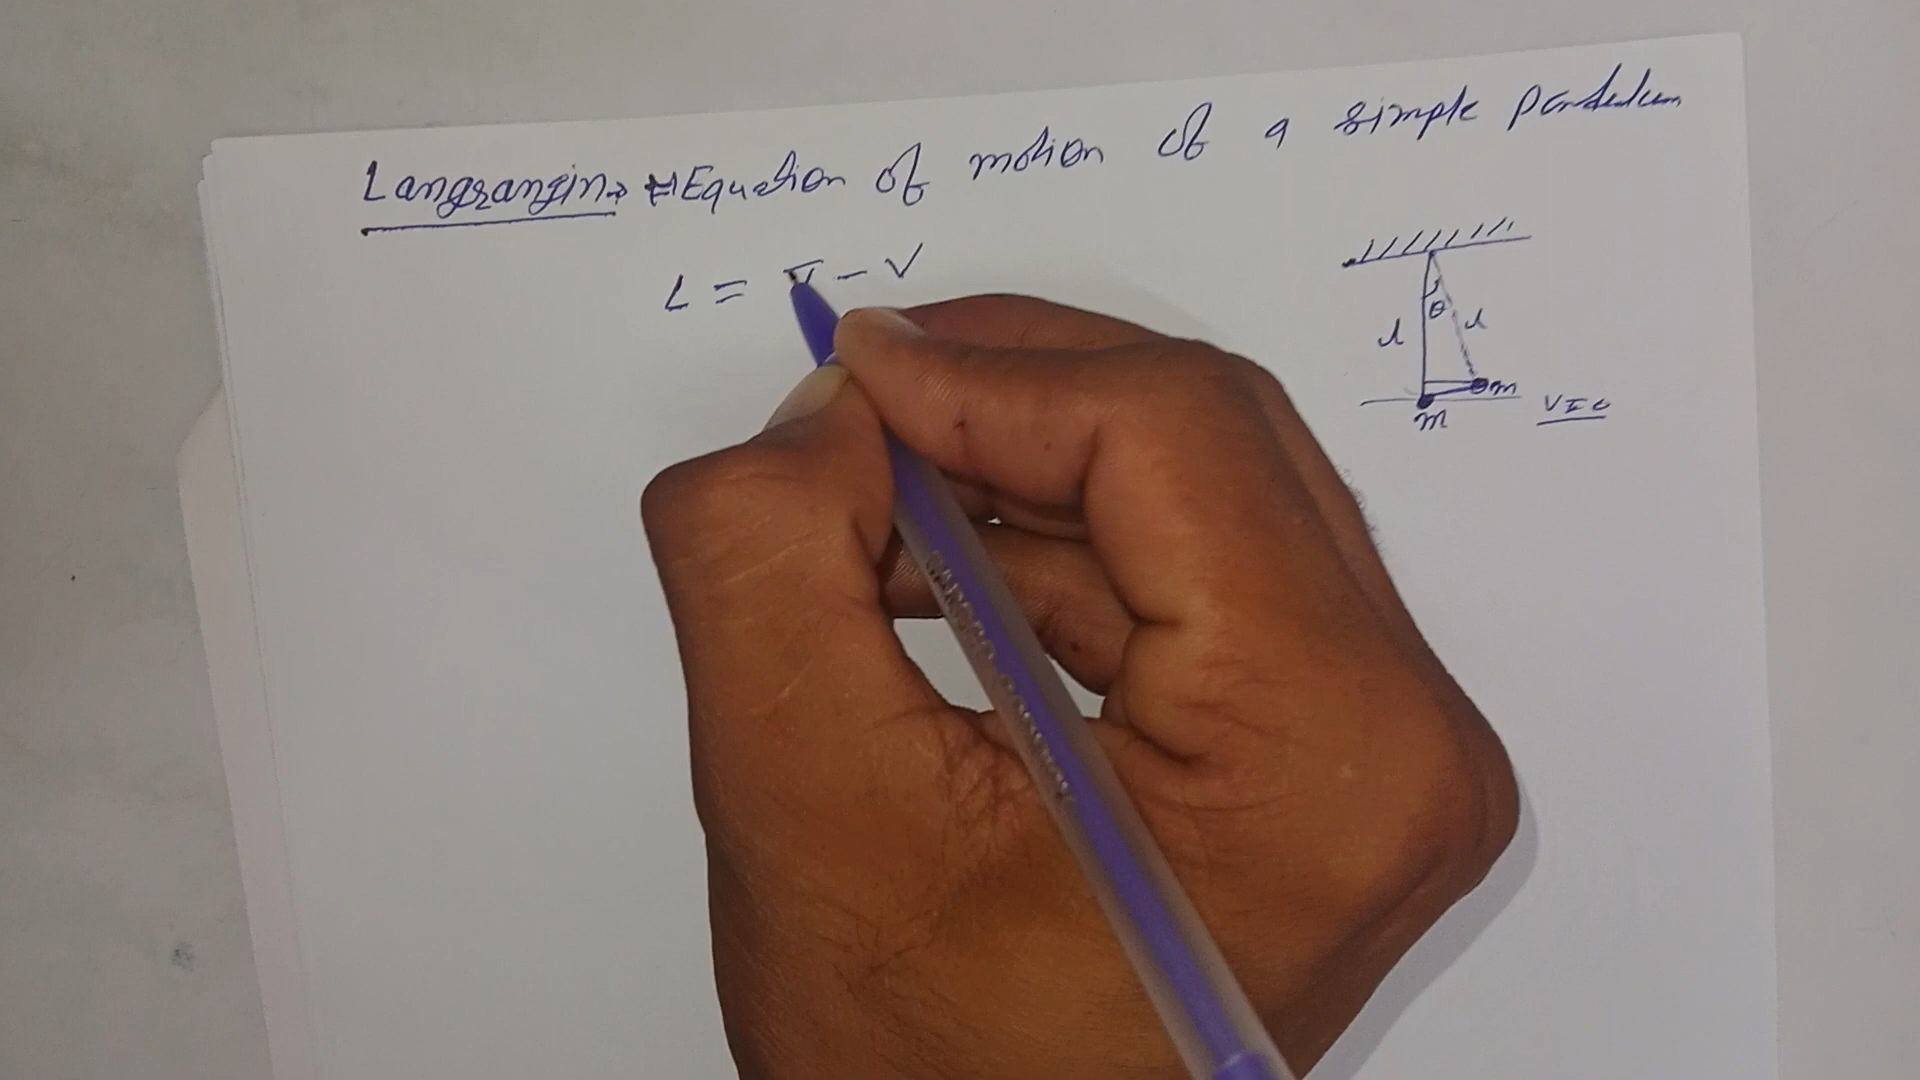 Langrangin→ Equation of motion of a simple pendulum
L = T - V
θ
l
l
m
m
V=0